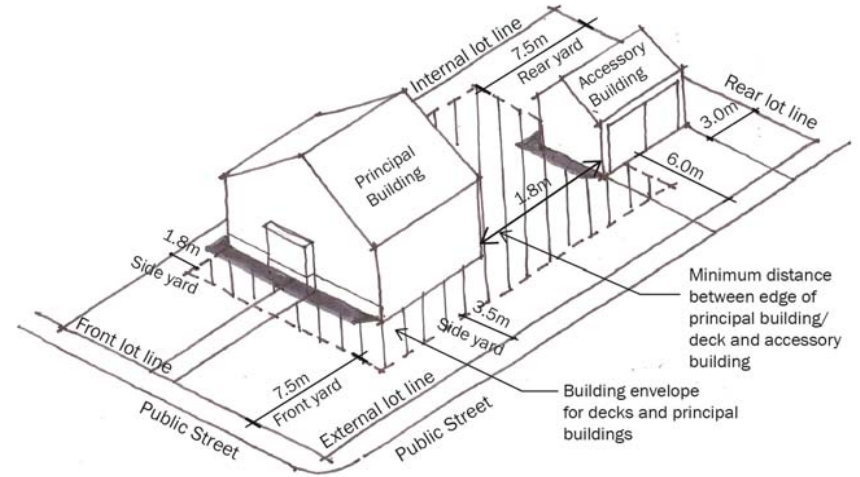 Internal lot line
7.5m
Rear yard
Accessory
Building
Rear lot line
3.0m
6.0m
Principal
Building
1.8m
1.8m
Side yard
Minimum distance
between edge of
principal building/
deck and accessory
building
3.5m
Side yard
Front lot line
7.5m
Front yard
Building envelope
for decks and principal
buildings
External lot line
Public Street
Public Street